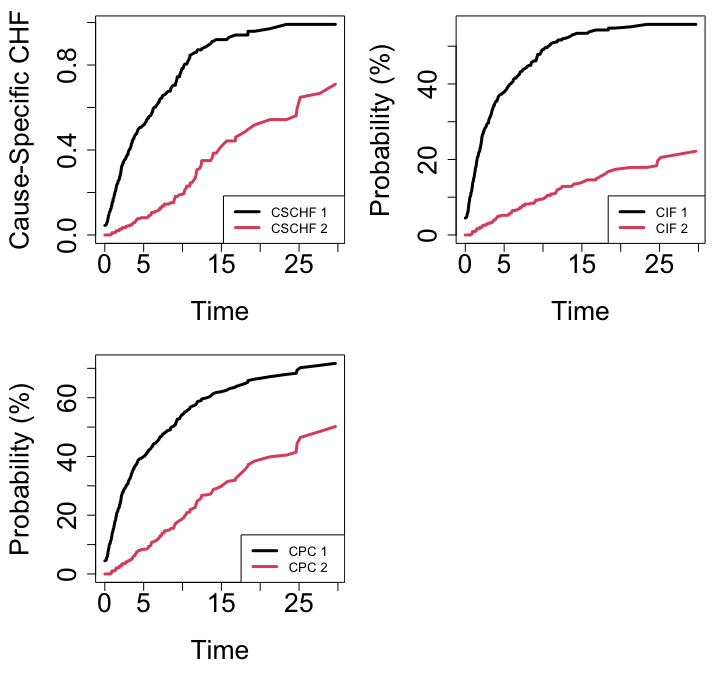 Cause-Specific CHF
0.0
0.4
0.8
0
5
15
25
Time
CSCHF 1
CSCHF 2
Probability (%)
0
20
40
0
5
15
25
Time
CIF 1
CIF 2
Probability (%)
0
20
40
60
0
5
15
25
Time
CPC 1
CPC 2